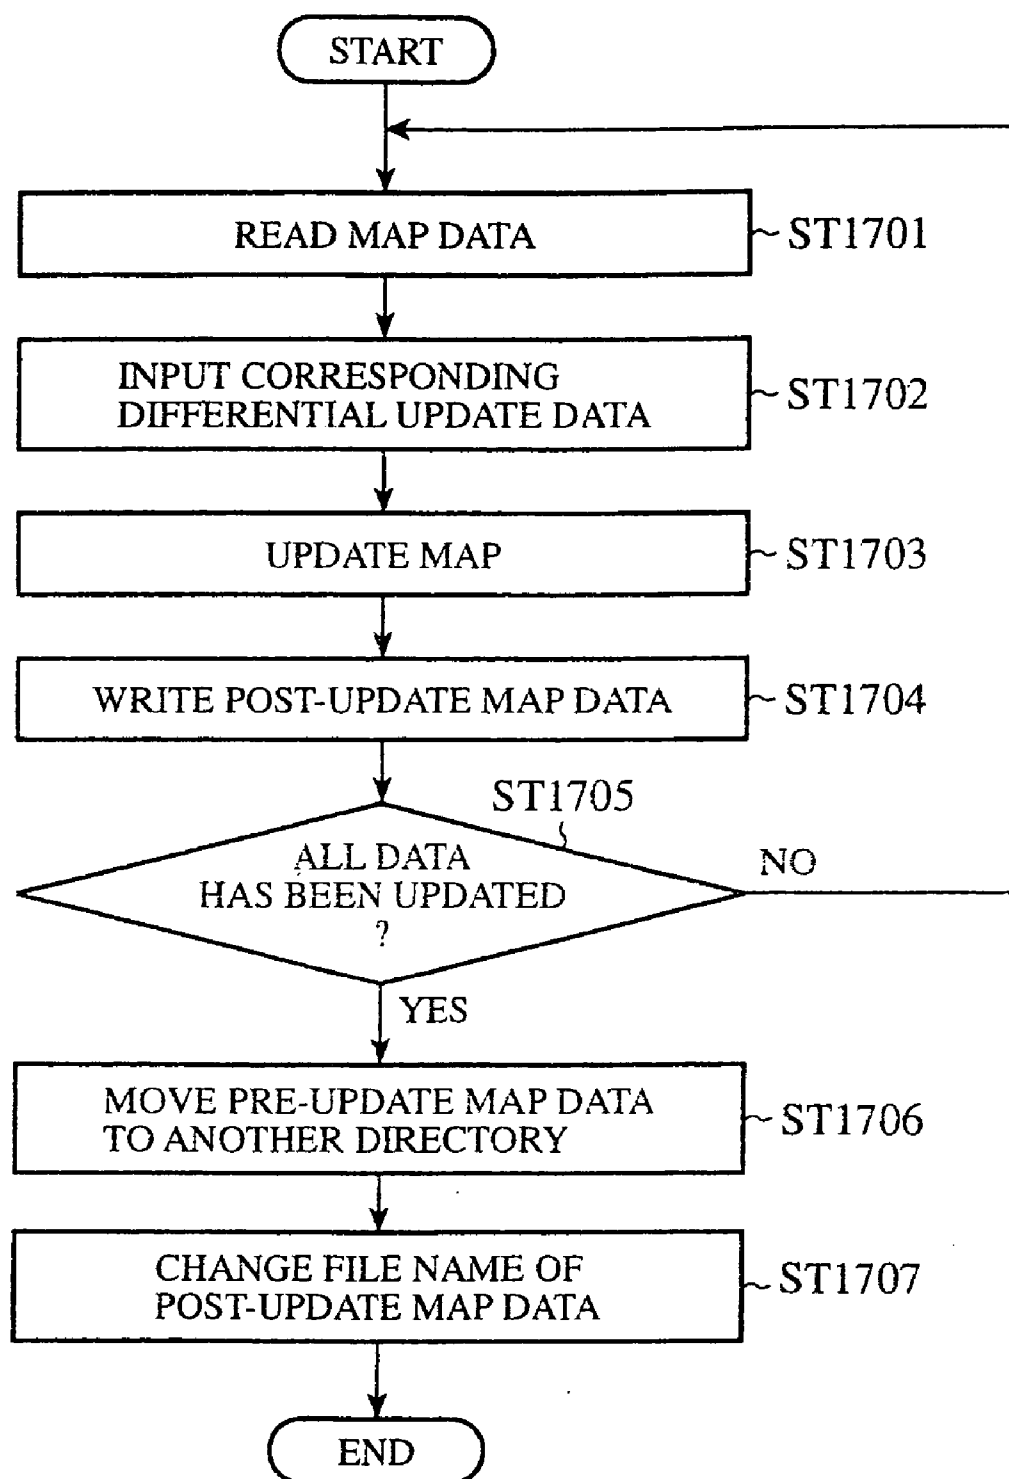 START
READ MAP DATA
ST1701
INPUT CORRESPONDING
DIFFERENTIAL UPDATE DATA
ST1702
UPDATE MAP
ST1703
WRITE POST-UPDATE MAP DATA
ST1704
ST1705
ALL DATA
HAS BEEN UPDATED
?
NO
YES
MOVE PRE-UPDATE MAP DATA
TO ANOTHER DIRECTORY
ST1706
CHANGE FILE NAME OF
POST-UPDATE MAP DATA
ST1707
END